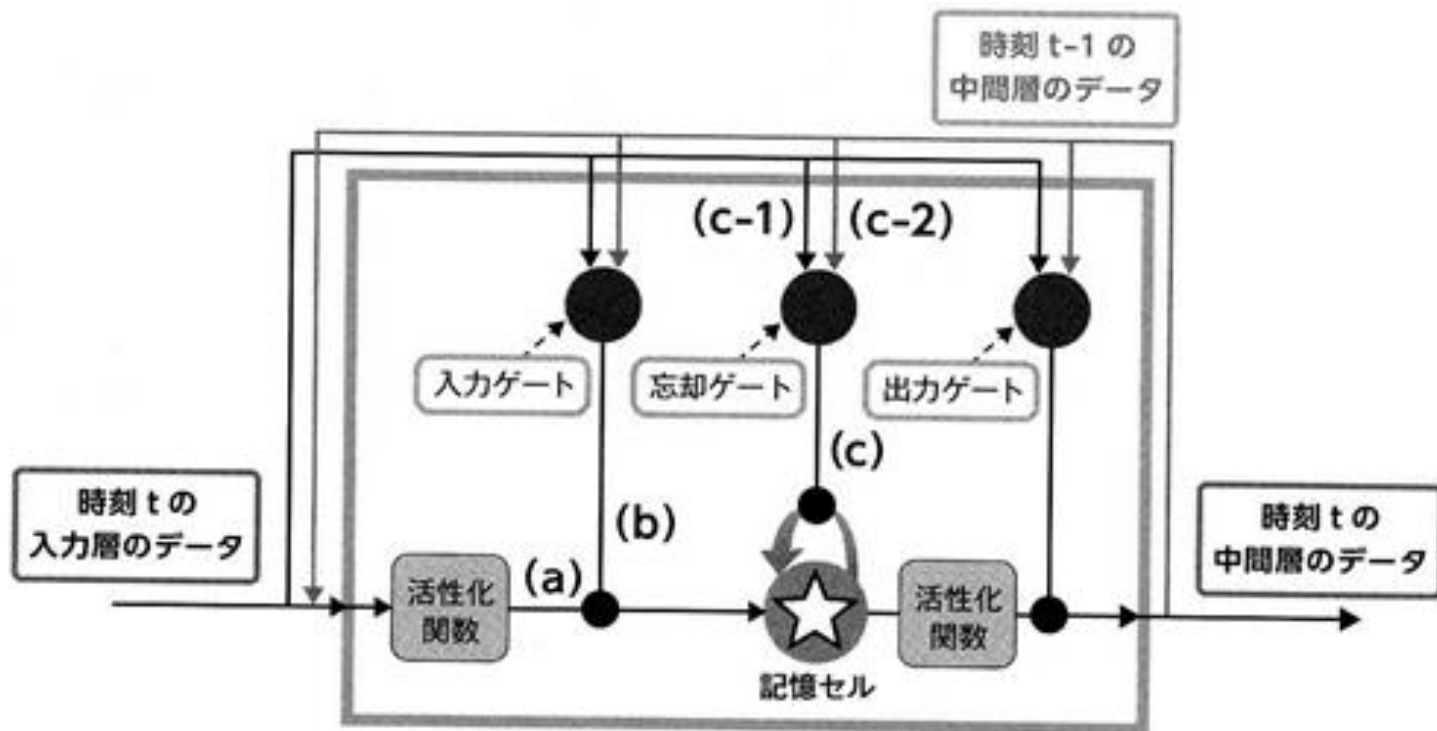 時刻 t-1 の
中間層のデータ
(c-1)
(c-2)
入力ゲート
忘却ゲート
出力ゲート
(c)
時刻 t の
入力層のデータ
(b)
時刻 t の
中間層のデータ
(a)
活性化
関数
活性化
関数
記憶セル